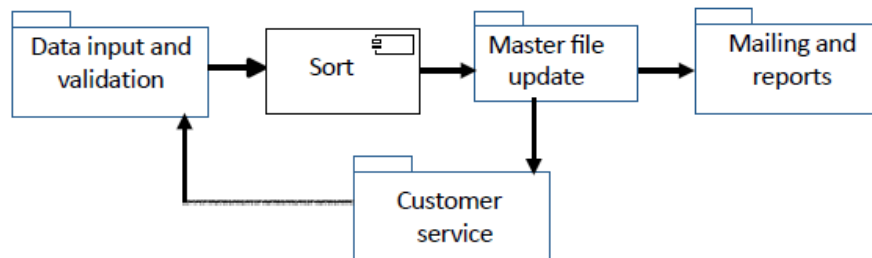 Data input and
validation
Sort
Master file
update
Mailing and
reports
Customer
service